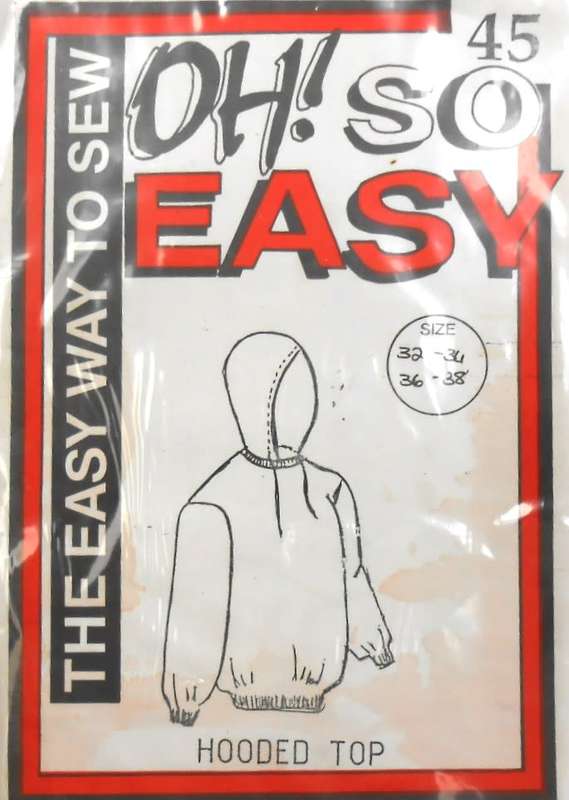 45
OH! SO
EASY
THE EASY WAY TO SEW
SIZE
32 - 34
36 - 38
HOODED TOP